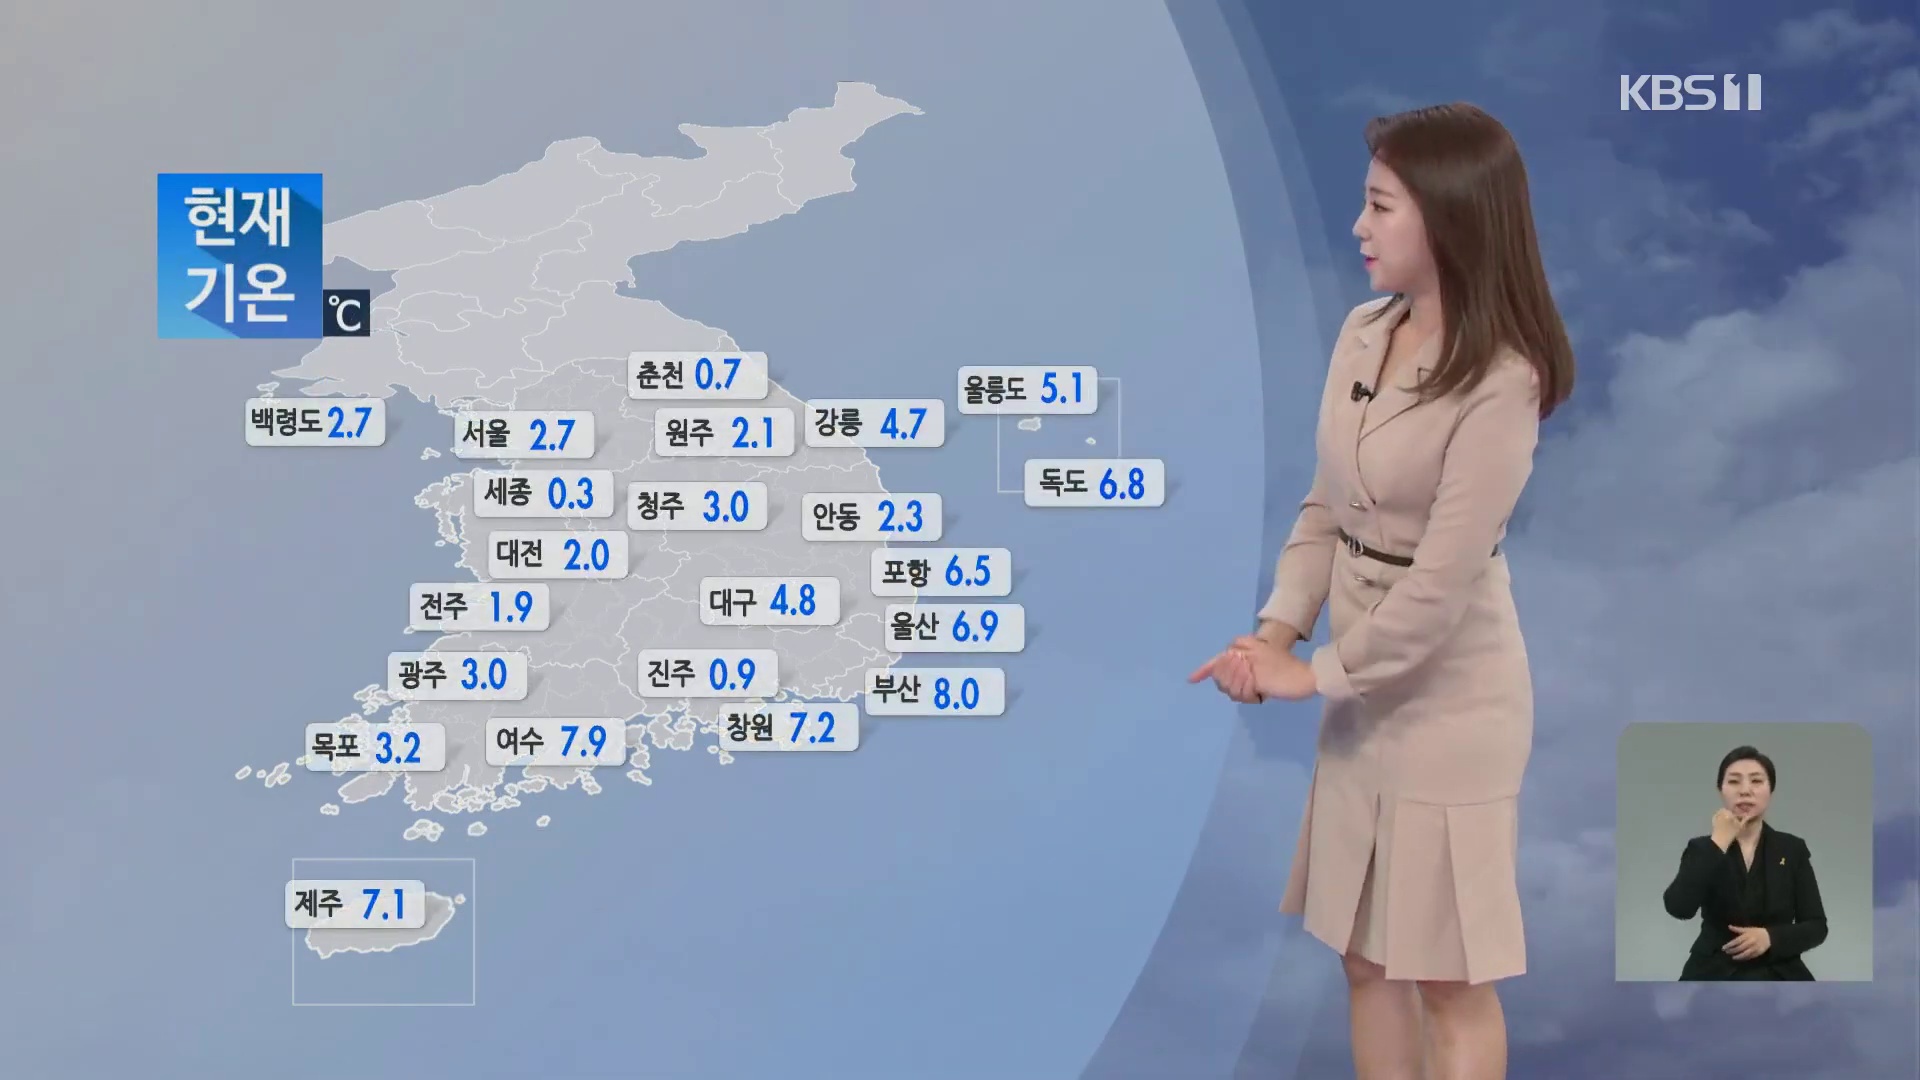 KBS 1
현재
기온
℃
춘천 0.7
울릉도 5.1
백령도 2.7
서울 2.7
원주 2.1
강릉 4.7
독도 6.8
세종 0.3
청주 3.0
안동 2.3
대전 2.0
포항 6.5
전주 1.9
대구 4.8
울산 6.9
광주 3.0
진주 0.9
부산 8.0
목포 3.2
여수 7.9
창원 7.2
제주 7.1